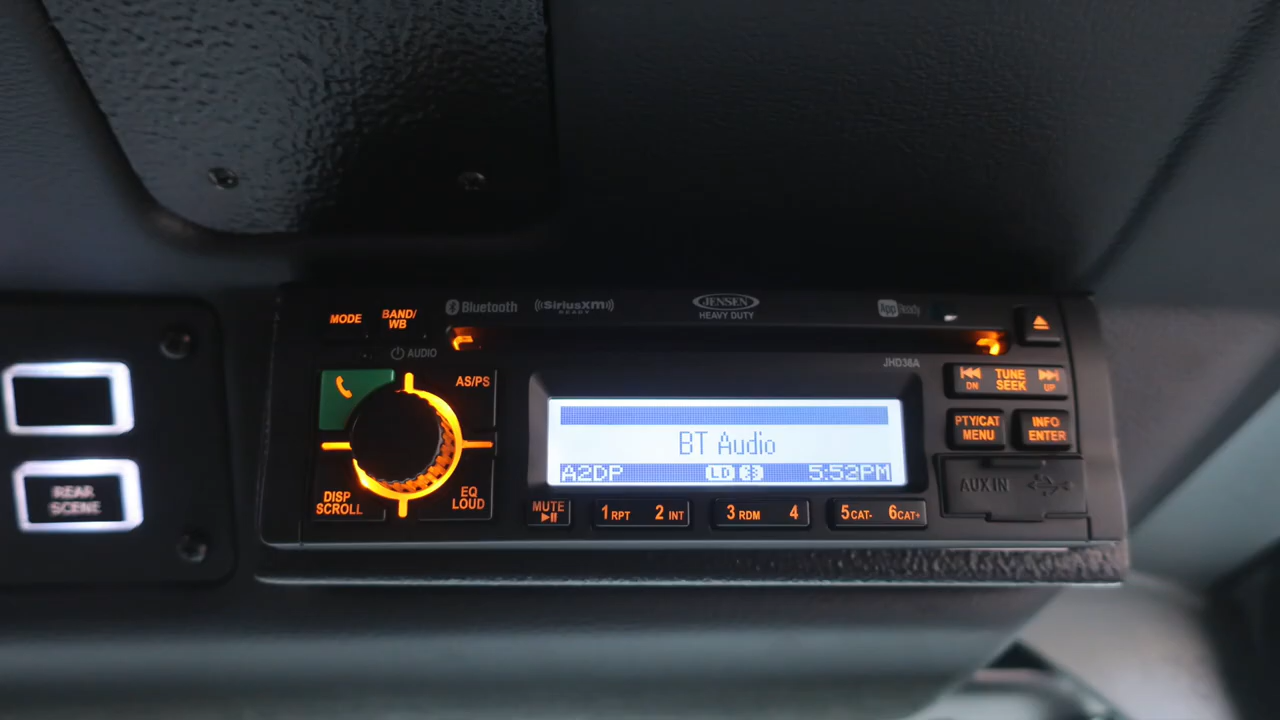 MODE
BAND/
WB
Bluetooth
SiriusXM
READY
JENSEN
HEAVY DUTY
App Ready
AUDIO
JHD36A
AS/PS
DN
TUNE
SEEK
UP
BT Audio
PTY/CAT
MENU
INFO
ENTER
A2DP
LD
5:52PM
AUX IN
REAR
SCENE
DISP
SCROLL
EQ
LOUD
MUTE
1 RPT
2 INT
3 RDM
4
5 CAT-
6 CAT+